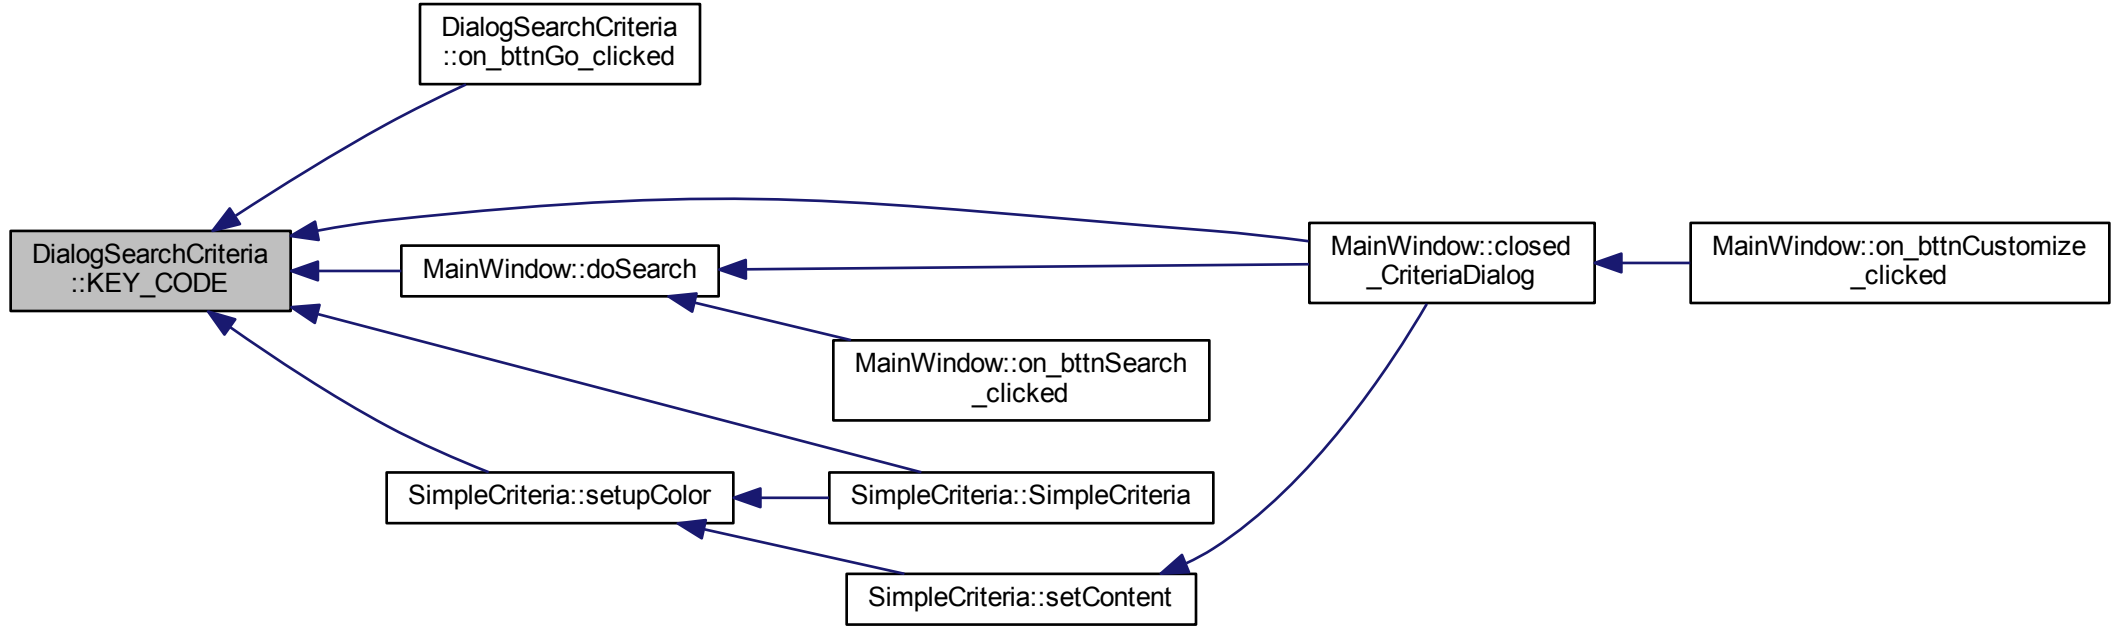 DialogSearchCriteria
::on_bttnGo_clicked
DialogSearchCriteria
::KEY_CODE
MainWindow::doSearch
MainWindow::closed
_CriteriaDialog
MainWindow::on_bttnCustomize
_clicked
MainWindow::on_bttnSearch
_clicked
SimpleCriteria::setupColor
SimpleCriteria::SimpleCriteria
SimpleCriteria::setContent